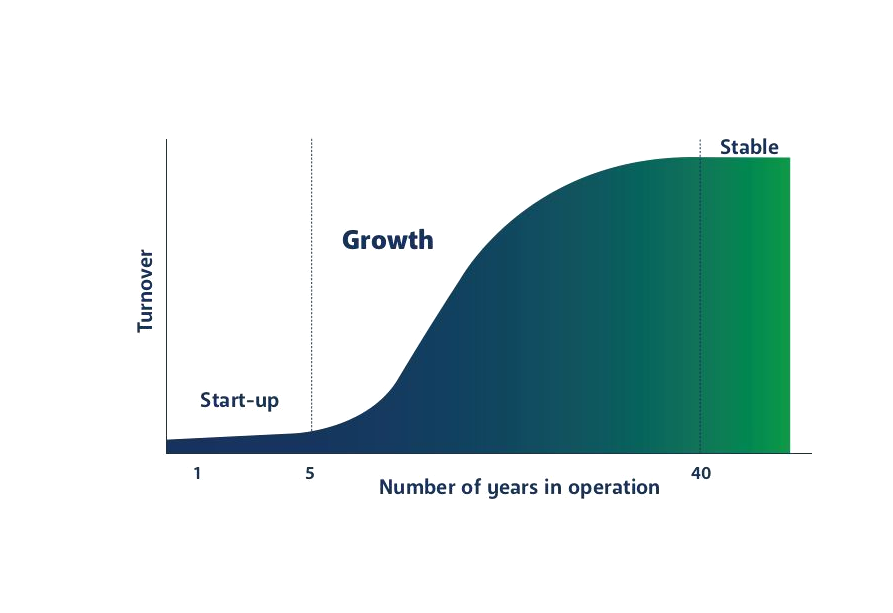 Stable
Growth
Turnover
Start-up
1
5
40
Number of years in operation